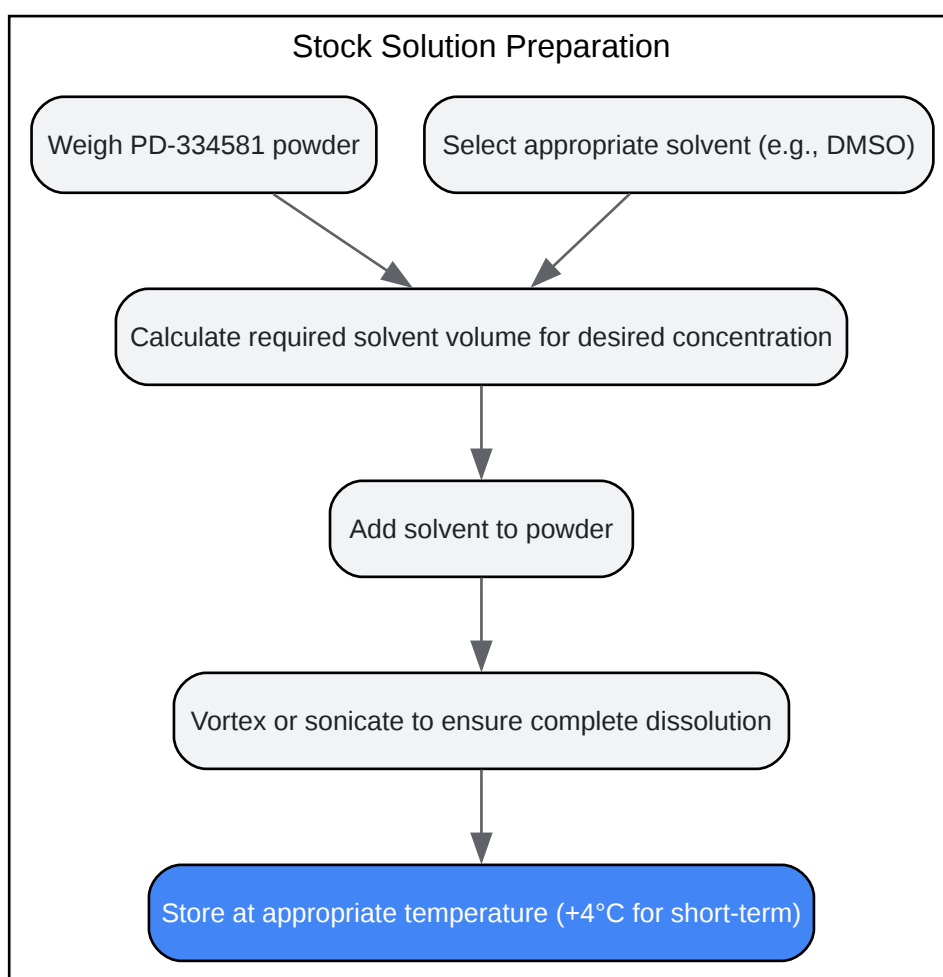 Stock Solution Preparation
Weigh PD-334581 powder
Select appropriate solvent (e.g., DMSO)
Calculate required solvent volume for desired concentration
Add solvent to powder
Vortex or sonicate to ensure complete dissolution
Store at appropriate temperature (+4°C for short-term)